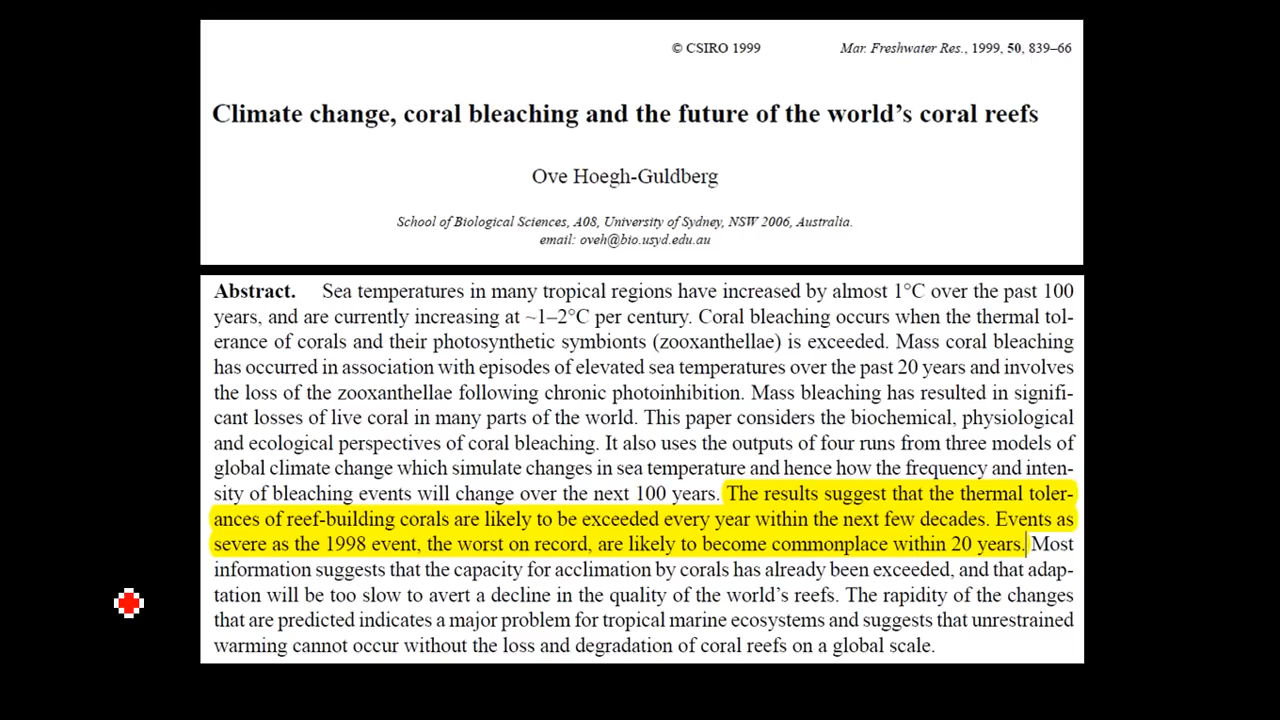 © CSIRO 1999 Mar. Freshwater Res., 1999, 50, 839–66
Climate change, coral bleaching and the future of the world’s coral reefs
Ove Hoegh-Guldberg
School of Biological Sciences, A08, University of Sydney, NSW 2006, Australia.
email: oveh@bio.usyd.edu.au
Abstract. Sea temperatures in many tropical regions have increased by almost 1°C over the past 100
years, and are currently increasing at ~1–2°C per century. Coral bleaching occurs when the thermal tol-
erance of corals and their photosynthetic symbionts (zooxanthellae) is exceeded. Mass coral bleaching
has occurred in association with episodes of elevated sea temperatures over the past 20 years and involves
the loss of the zooxanthellae following chronic photoinhibition. Mass bleaching has resulted in signifi-
cant losses of live coral in many parts of the world. This paper considers the biochemical, physiological
and ecological perspectives of coral bleaching. It also uses the outputs of four runs from three models of
global climate change which simulate changes in sea temperature and hence how the frequency and inten-
sity of bleaching events will change over the next 100 years. The results suggest that the thermal toler-
ances of reef-building corals are likely to be exceeded every year within the next few decades. Events as
severe as the 1998 event, the worst on record, are likely to become commonplace within 20 years. Most
information suggests that the capacity for acclimation by corals has already been exceeded, and that adap-
tation will be too slow to avert a decline in the quality of the world’s reefs. The rapidity of the changes
that are predicted indicates a major problem for tropical marine ecosystems and suggests that unrestrained
warming cannot occur without the loss and degradation of coral reefs on a global scale.